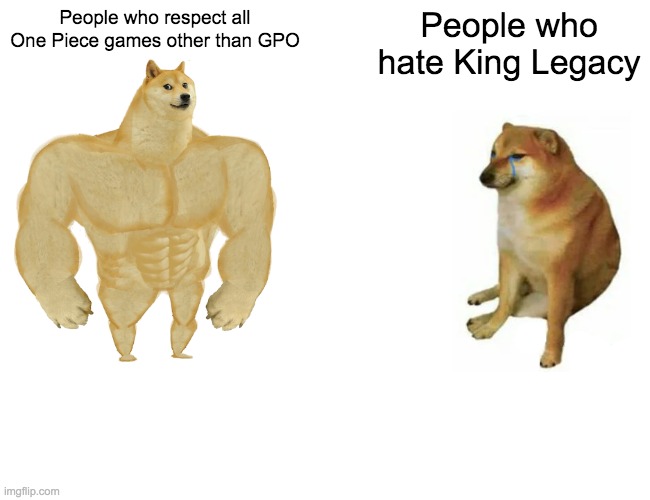 People who respect all
One Piece games other than GPO
People who
hate King Legacy
imgflip.com